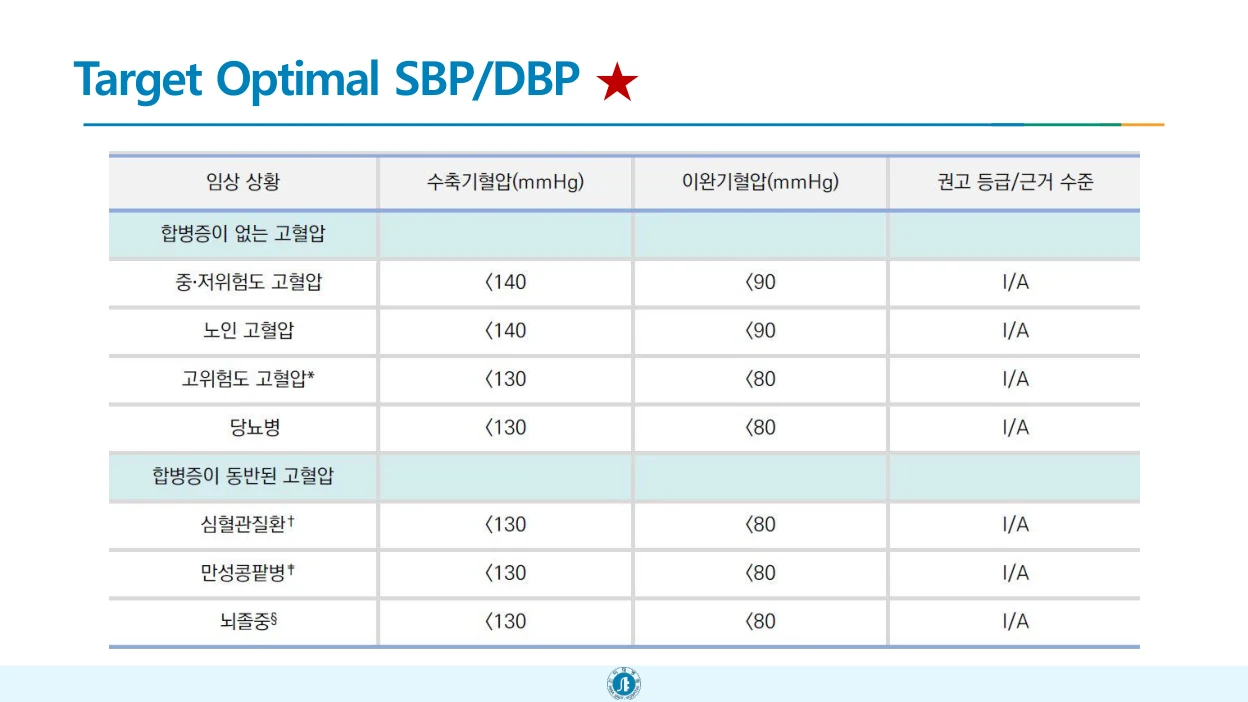 Target Optimal SBP/DBP ★
임상 상황 수축기혈압(mmHg) 이완기혈압(mmHg) 권고 등급/근거 수준
합병증이 없는 고혈압
중·저위험도 고혈압 〈140 〈90 I/A
노인 고혈압 〈140 〈90 I/A
고위험도 고혈압* 〈130 〈80 I/A
당뇨병 〈130 〈80 I/A
합병증이 동반된 고혈압
심혈관질환† 〈130 〈80 I/A
만성콩팥병‡ 〈130 〈80 I/A
뇌졸중§ 〈130 〈80 I/A